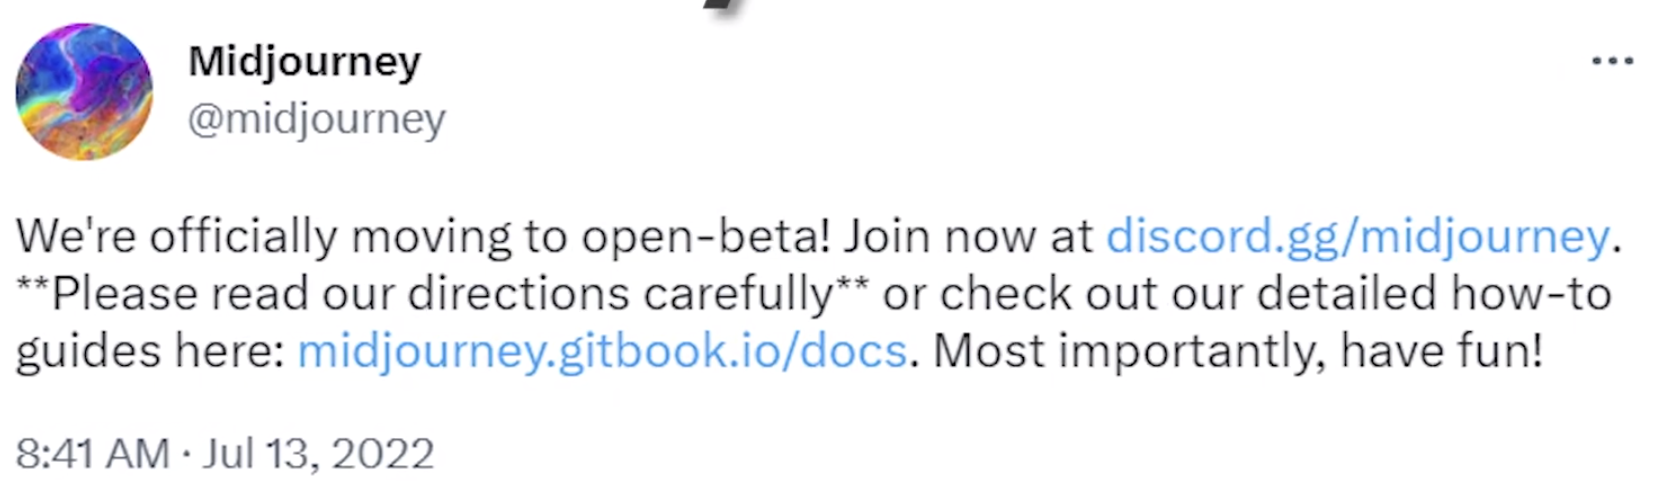 Midjourney
@midjourney
We're officially moving to open-beta! Join now at discord.gg/midjourney.
**Please read our directions carefully** or check out our detailed how-to
guides here: midjourney.gitbook.io/docs. Most importantly, have fun!
8:41 AM · Jul 13, 2022